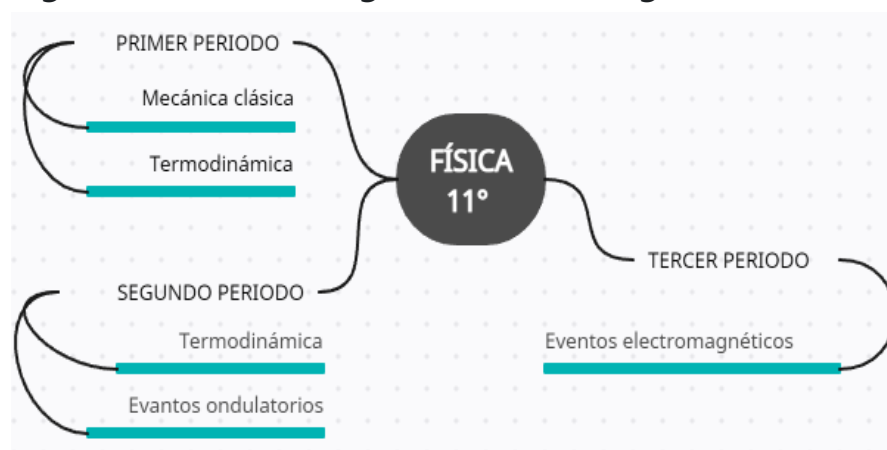 PRIMER PERIODO
Mecánica clásica
Termodinámica
SEGUNDO PERIODO
Termodinámica
Evantos ondulatorios
FÍSICA
11°
TERCER PERIODO
Eventos electromagnéticos